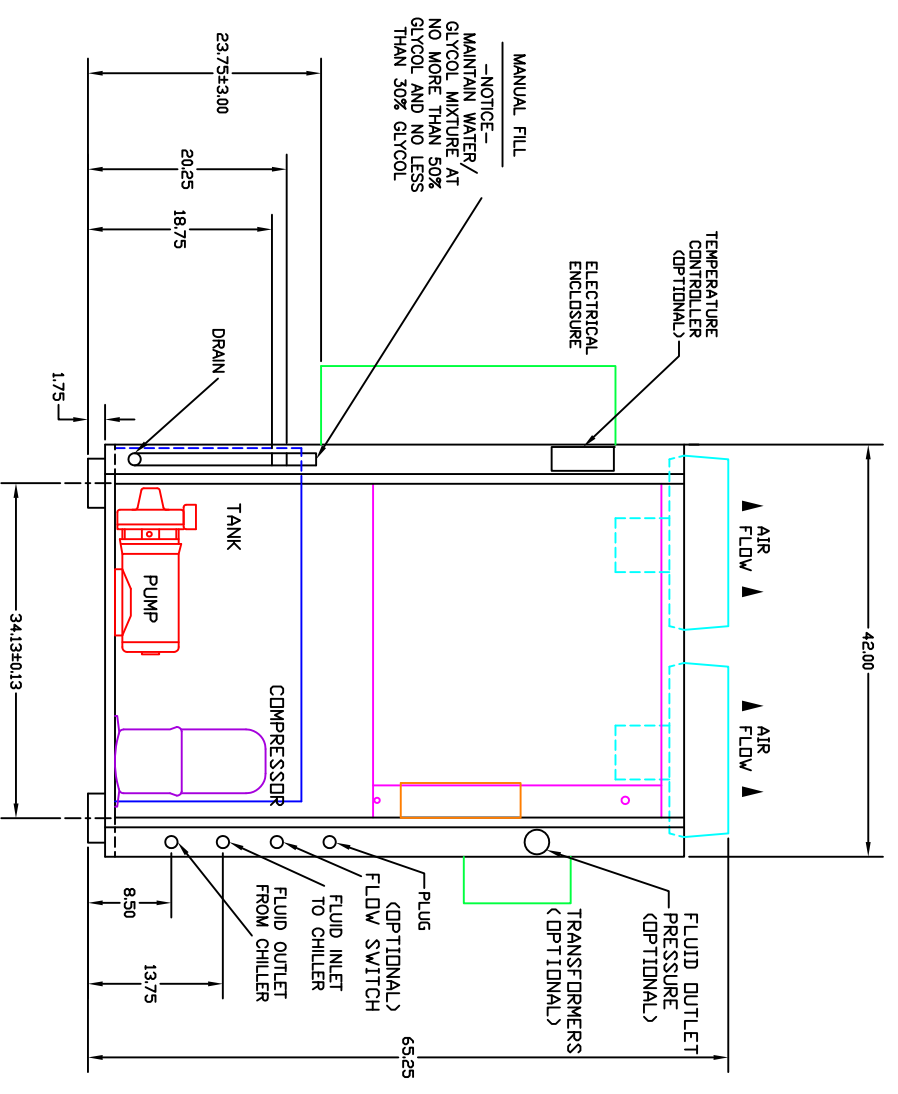 MANUAL FILL
-NOTICE-
MAINTAIN WATER/
GLYCOL MIXTURE AT
NO MORE THAN 50%
GLYCOL AND NO LESS
THAN 30% GLYCOL
23.75±3.00
20.25
18.75
1.75
DRAIN
TEMPERATURE
CONTROLLER
(OPTIONAL)
ELECTRICAL
ENCLOSURE
AIR
FLOW
AIR
FLOW
42.00
34.13±0.13
TANK
PUMP
COMPRESSOR
FLUID OUTLET
PRESSURE
(OPTIONAL)
TRANSFORMERS
(OPTIONAL)
PLUG
FLOW SWITCH
(OPTIONAL)
FLUID INLET
TO CHILLER
FLUID OUTLET
FROM CHILLER
8.50
13.75
65.25